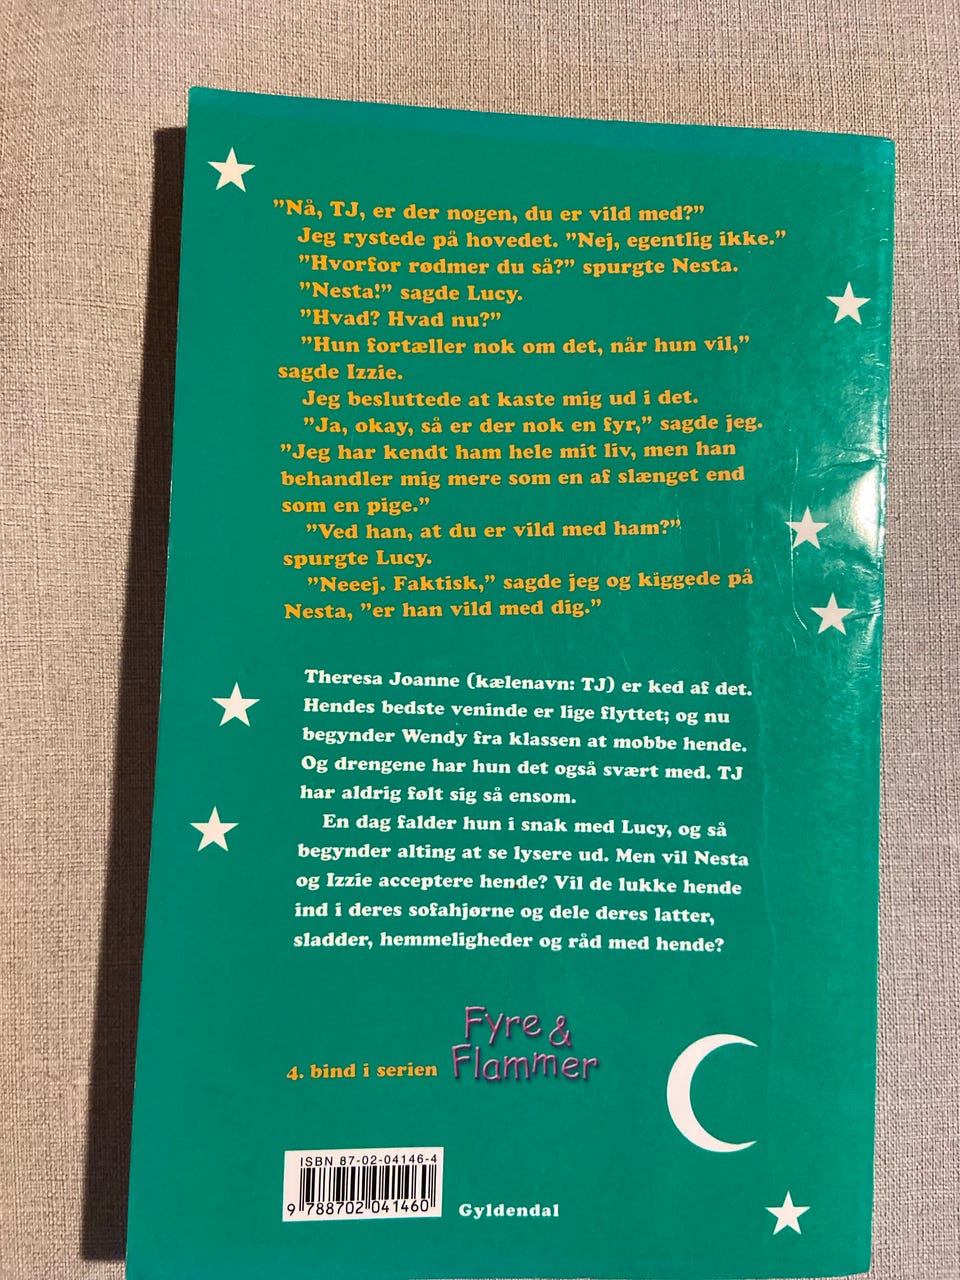 ”Nå, TJ, er der nogen, du er vild med?”
Jeg rystede på hovedet. ”Nej, egentlig ikke.”
”Hvorfor rødmer du så?” spurgte Nesta.
”Nesta!” sagde Lucy.
”Hvad? Hvad nu?”
”Hun fortæller nok om det, når hun vil,”
sagde Izzie.
Jeg besluttede at kaste mig ud i det.
”Ja, okay, så er der nok en fyr,” sagde jeg.
”Jeg har kendt ham hele mit liv, men han
behandler mig mere som en af slænget end
som en pige.”
”Ved han, at du er vild med ham?”
spurgte Lucy.
”Neeej. Faktisk,” sagde jeg og kiggede på
Nesta, ”er han vild med dig.”
Theresa Joanne (kælenavn: TJ) er ked af det.
Hendes bedste veninde er lige flyttet; og nu
begynder Wendy fra klassen at mobbe hende.
Og drengene har hun det også svært med. TJ
har aldrig følt sig så ensom.
En dag falder hun i snak med Lucy, og så
begynder alting at se lysere ud. Men vil Nesta
og Izzie acceptere hende? Vil de lukke hende
ind i deres sofahjørne og dele deres latter,
sladder, hemmeligheder og råd med hende?
Fyre &
4. bind i serien Flammer
ISBN 87-02-04146-4
9 788702 041460
Gyldendal